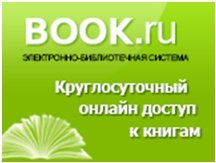 BOOK.ru
ЭЛЕКТРОННО-БИБЛИОТЕЧНАЯ СИСТЕМА
Круглосуточный
онлайн доступ
к книгам